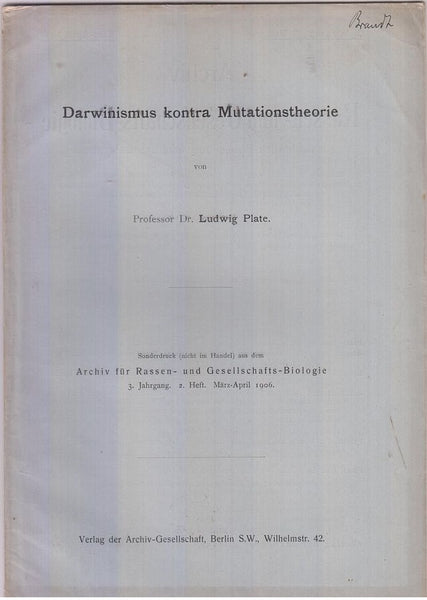 Brandt
Darwinismus kontra Mutationstheorie
von
Professor Dr. Ludwig Plate.
Sonderdruck (nicht im Handel) aus dem
Archiv für Rassen- und Gesellschafts-Biologie
3. Jahrgang. 2. Heft. März-April 1906.
Verlag der Archiv-Gesellschaft, Berlin S.W., Wilhelmstr. 42.